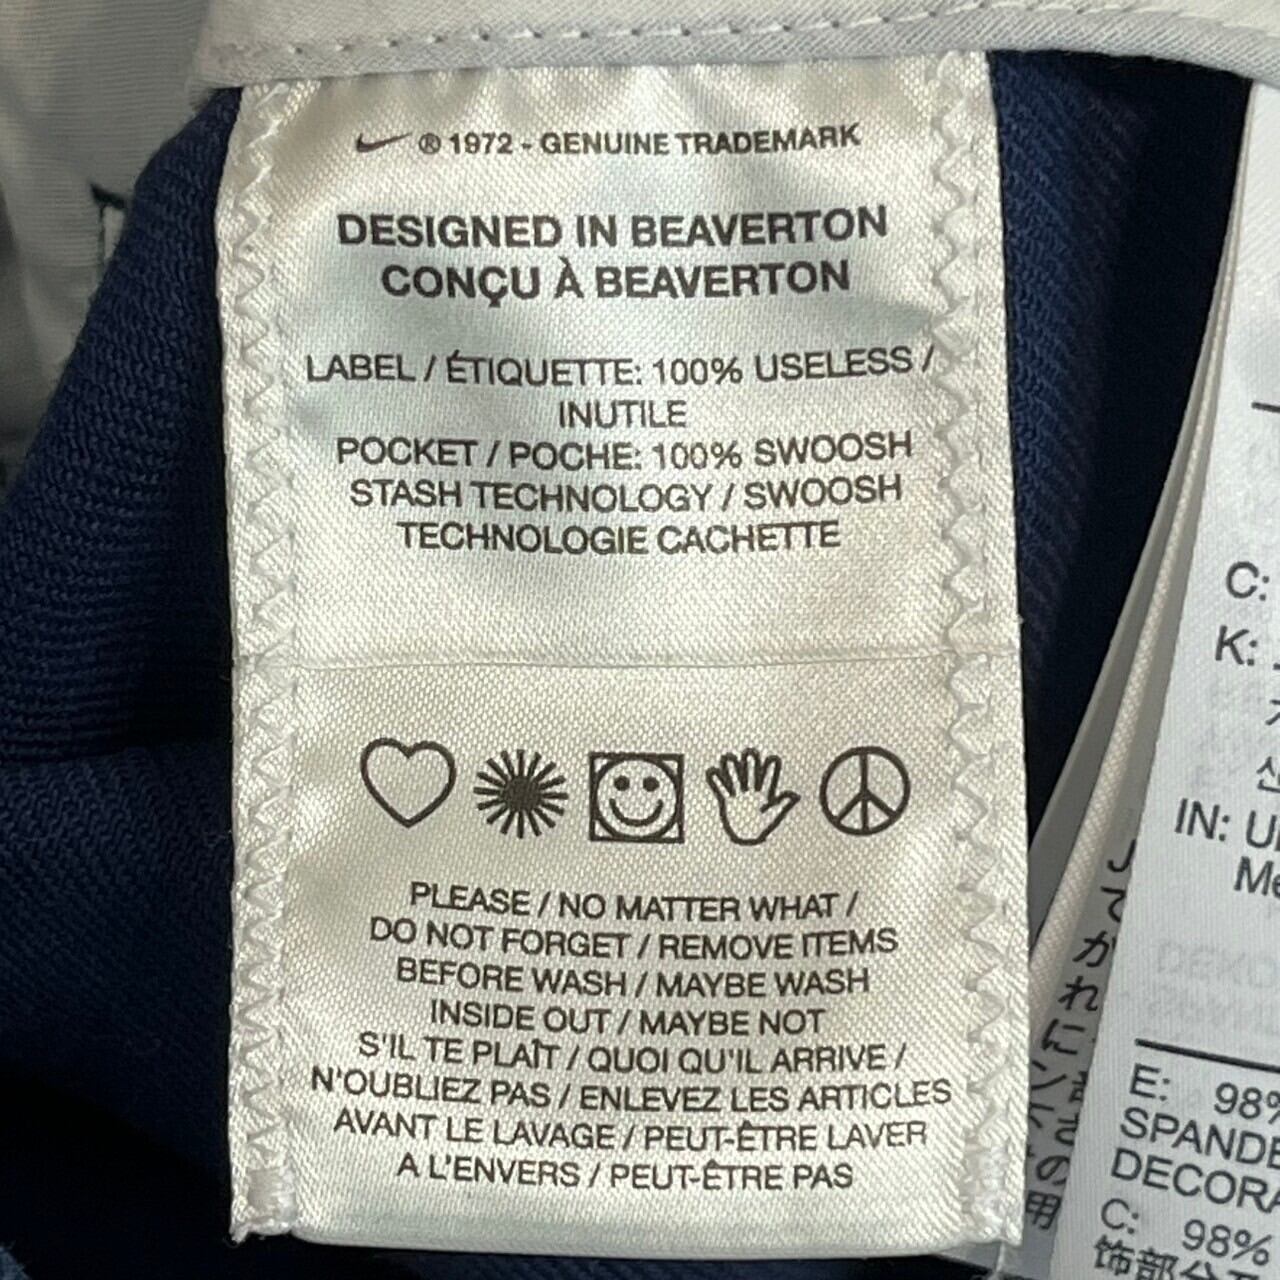 ® 1972 - GENUINE TRADEMARK
DESIGNED IN BEAVERTON
CONÇU À BEAVERTON
LABEL / ÉTIQUETTE: 100% USELESS /
INUTILE
POCKET / POCHE: 100% SWOOSH
STASH TECHNOLOGY / SWOOSH
TECHNOLOGIE CACHETTE
PLEASE / NO MATTER WHAT /
DO NOT FORGET / REMOVE ITEMS
BEFORE WASH / MAYBE WASH
INSIDE OUT / MAYBE NOT
S'IL TE PLAÎT / QUOI QU'IL ARRIVE /
N'OUBLIEZ PAS / ENLEVEZ LES ARTICLES
AVANT LE LAVAGE / PEUT-ÊTRE LAVER
A L'ENVERS / PEUT-ÊTRE PAS
C:
K:
IN:
E: 98%
C: 98%